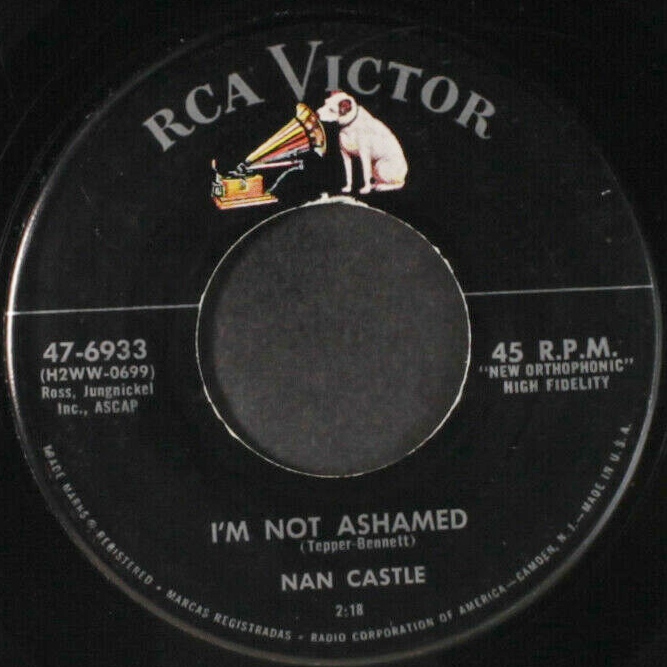 RCA VICTOR
47-6933
(H2WW-0699)
Ross, Jungnickel
Inc., ASCAP
45 R.P.M.
"NEW ORTHOPHONIC"
HIGH FIDELITY
I'M NOT ASHAMED
(Tepper-Bennett)
NAN CASTLE
2:18
TRADE MARKS ® REGISTERED • MARCAS REGISTRADAS • RADIO CORPORATION OF AMERICA—CAMDEN, N. J.—MADE IN U.S.A.